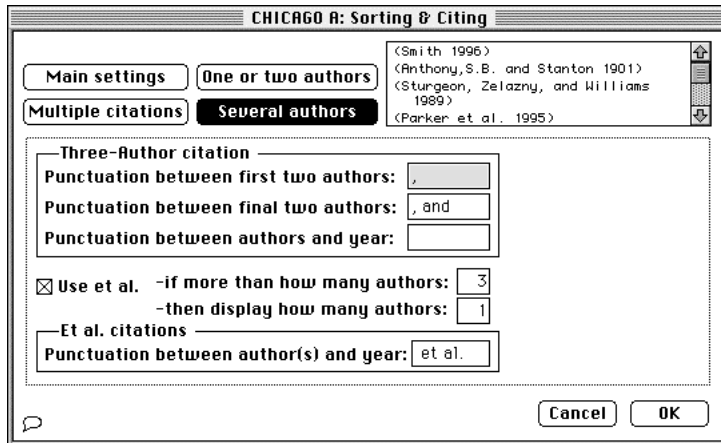 CHICAGO A: Sorting & Citing
Main settings
One or two authors
Multiple citations
Several authors
(Smith 1996)
(Anthony,S.B. and Stanton 1901)
(Sturgeon, Zelazny, and Williams
1989)
(Parker et al. 1995)
Three-Author citation
Punctuation between first two authors: ,
Punctuation between final two authors: , and
Punctuation between authors and year:
Use et al. -if more than how many authors: 3
-then display how many authors: 1
Et al. citations
Punctuation between author(s) and year: et al.
Cancel OK